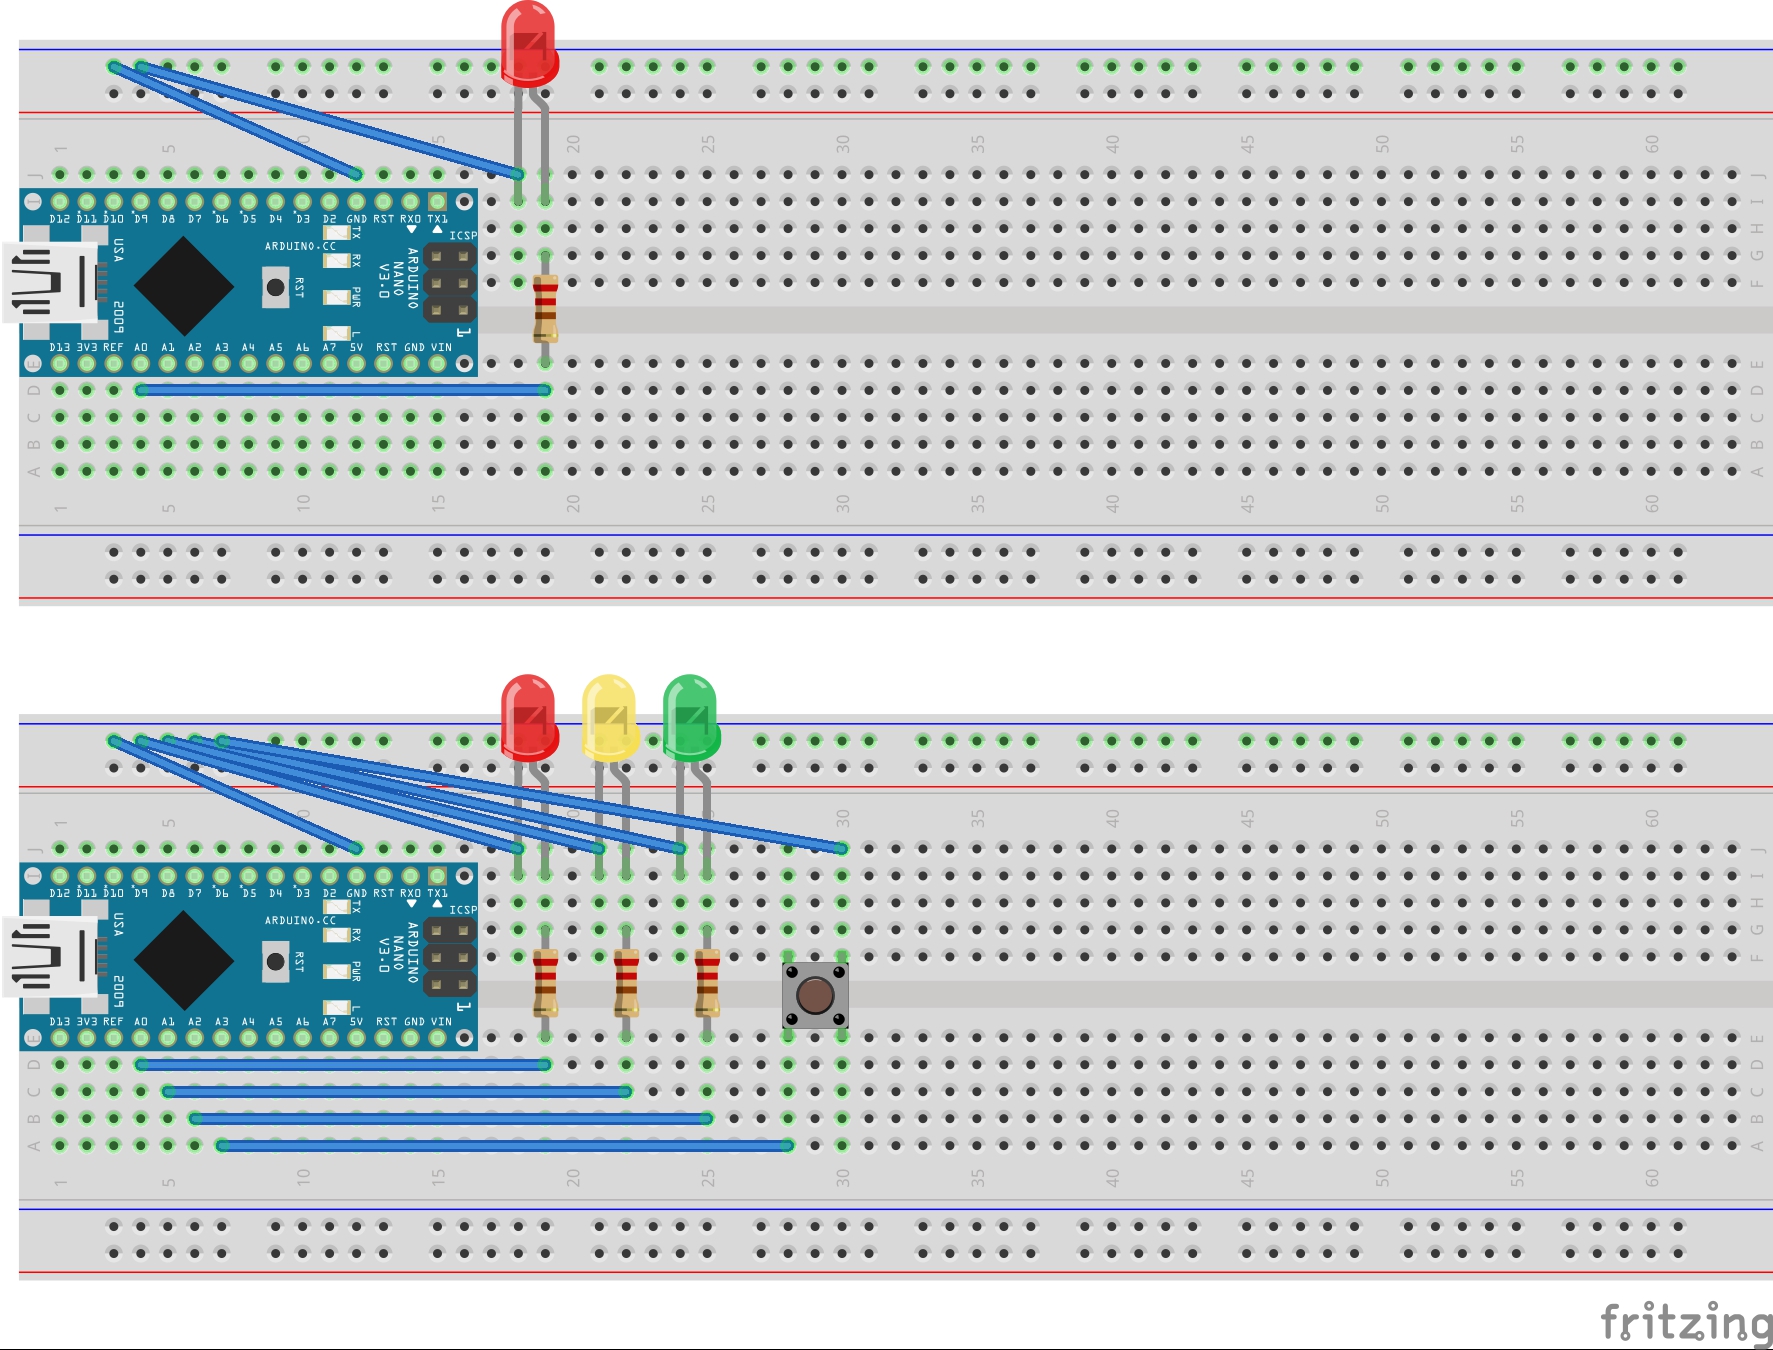 1 5 10 15 20 25 30 35 40 45 50 55 60
J J
I I
D12 D11 D10 D9 D8 D7 D6 D5 D4 D3 D2 GND RST RX0 TX1
H
G
F
USA
2009
ARDUINO.CC
RST
TX
RX
PWR
L
ARDUINO
NANO
V3.0
ICSP
1
D13 3V3 REF A0 A1 A2 A3 A4 A5 A6 A7 5V RST GND VIN
E E
D D
C C
B B
A A
1 5 10 15 20 25 30 35 40 45 50 55 60
1 5 10 15 20 30 35 40 45 50 55 60
J J
I I
D12 D11 D10 D9 D8 D7 D6 D5 D4 D3 D2 GND RST RX0 TX1
H
G
F
USA
2009
ARDUINO.CC
RST
TX
RX
PWR
L
ARDUINO
NANO
V3.0
ICSP
1
D13 3V3 REF A0 A1 A2 A3 A4 A5 A6 A7 5V RST GND VIN
E E
D D
C C
B B
A A
1 5 10 15 20 25 30 35 40 45 50 55 60
fritzing